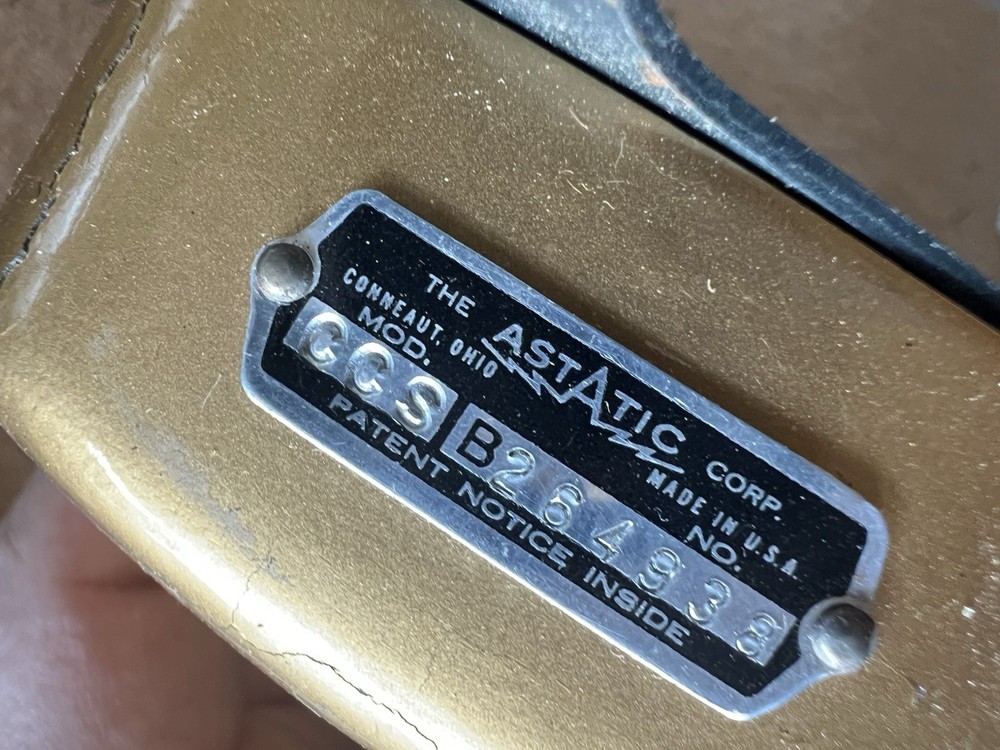 THE ASTATIC CORP.
CONNEAUT, OHIO MADE IN U.S.A.
MOD. NO.
CCS B264938
PATENT NOTICE INSIDE